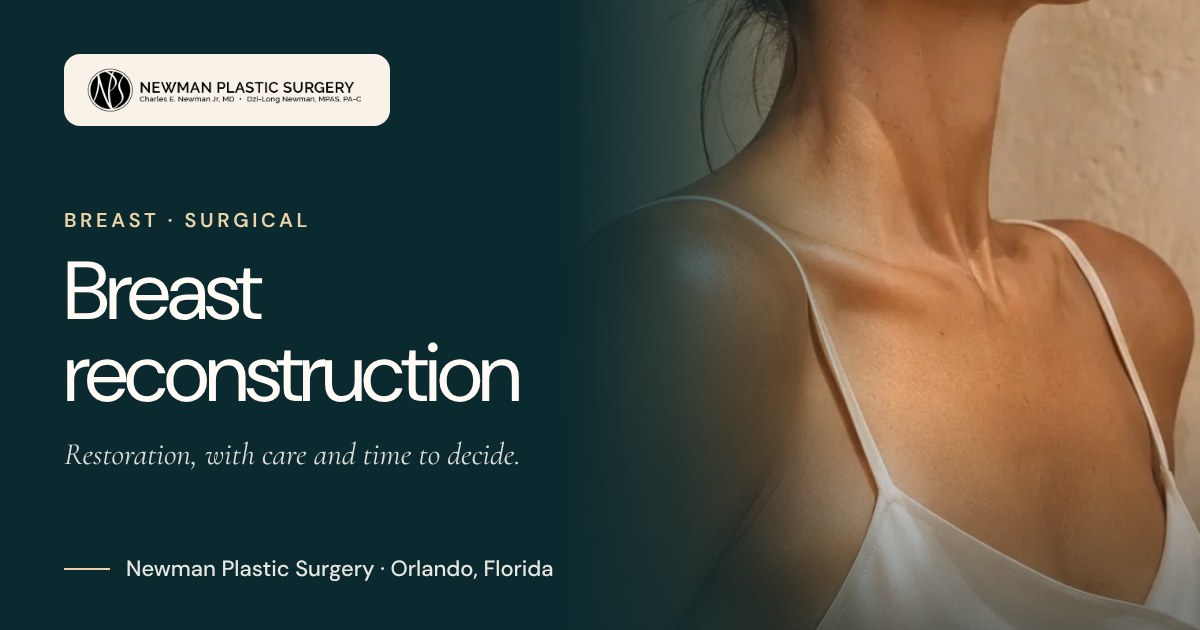 NPS
NEWMAN PLASTIC SURGERY
Charles E. Newman Jr, MD • Dzi-Long Newman, MPAS, PA-C
BREAST · SURGICAL
Breast
reconstruction
Restoration, with care and time to decide.
Newman Plastic Surgery · Orlando, Florida